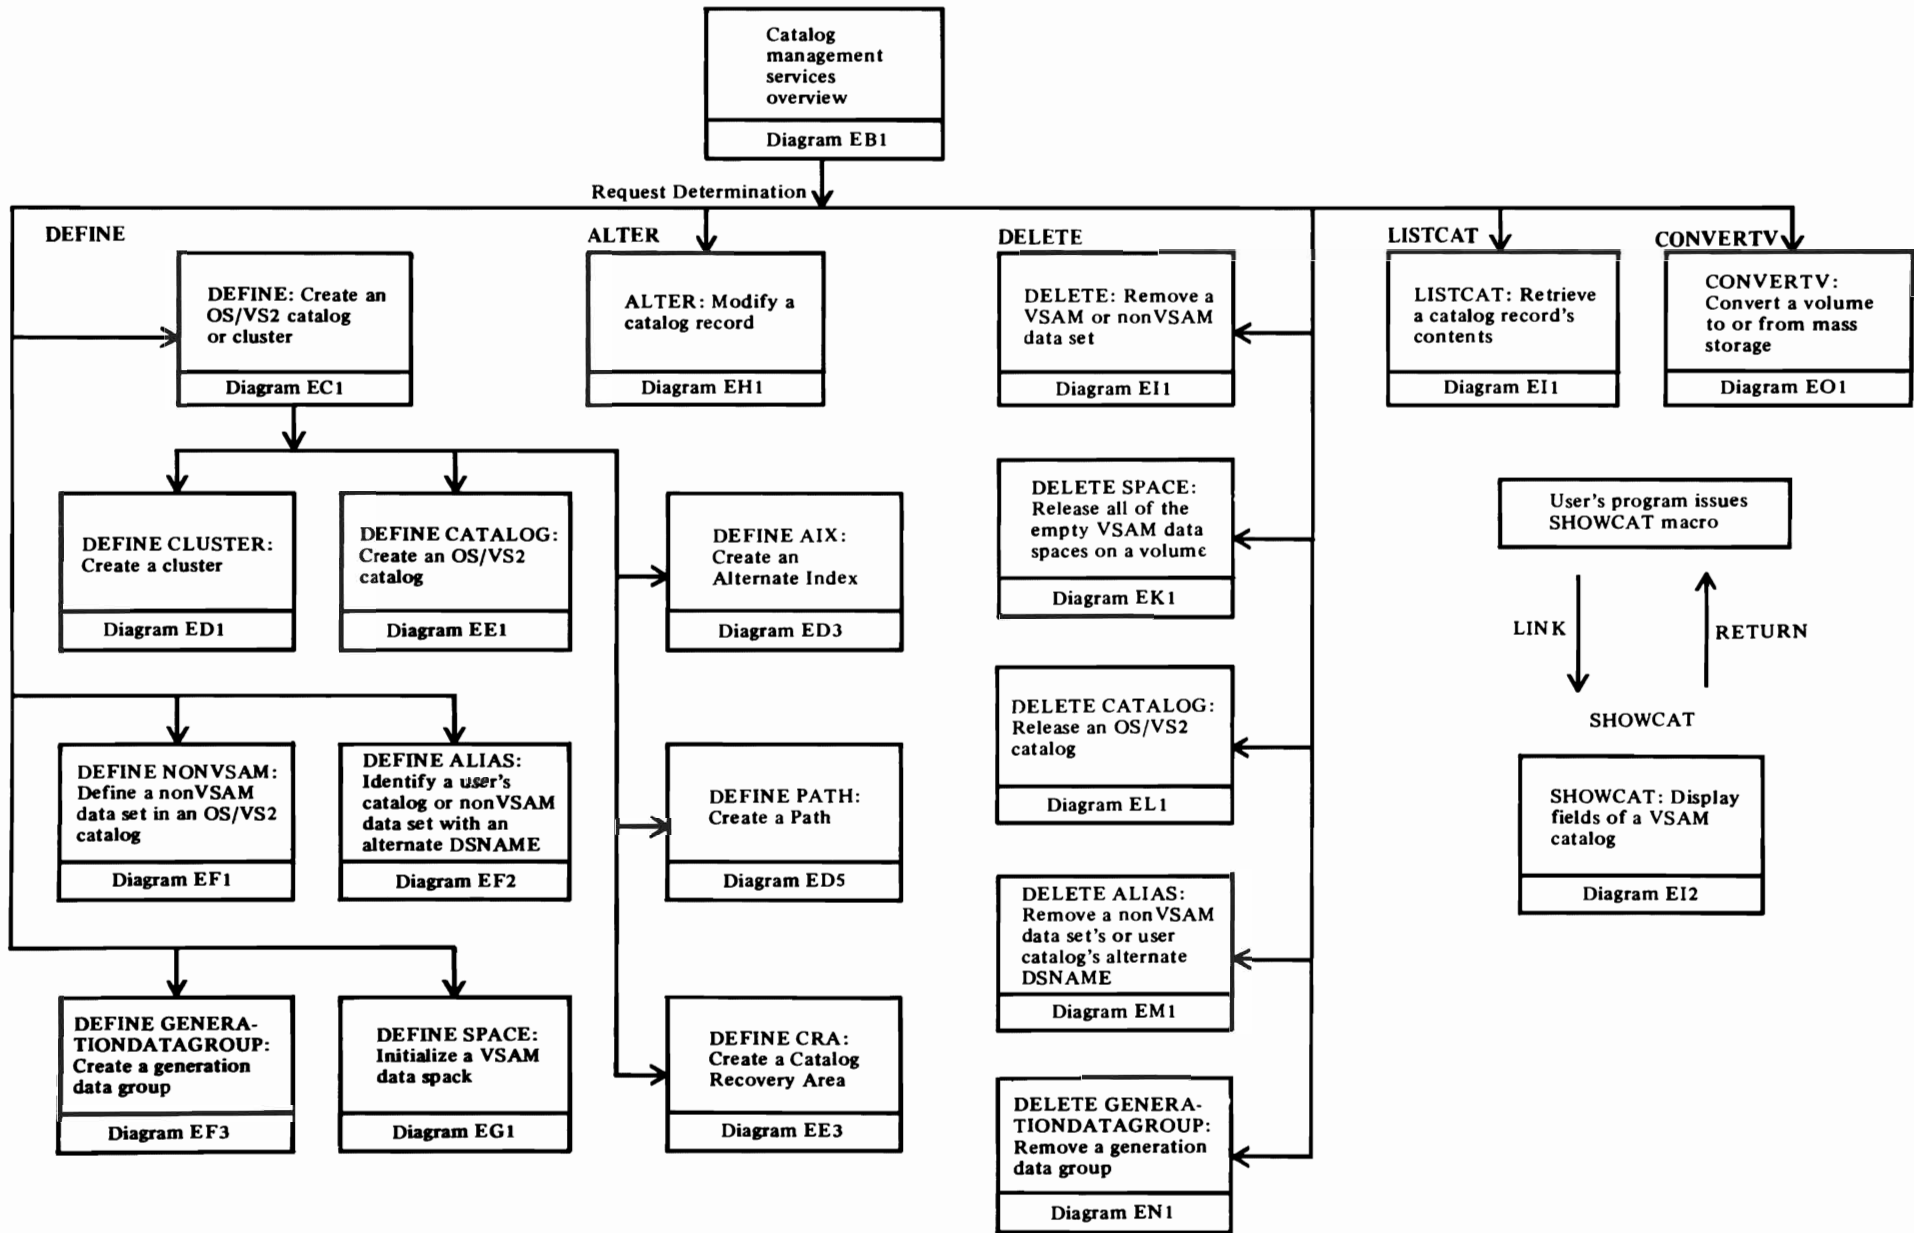 Catalog
management
services
overview
Diagram EB1
Request Determination
DEFINE
ALTER
DELETE
LISTCAT
CONVERTV
DEFINE: Create an
OS/VS2 catalog
or cluster
Diagram EC1
ALTER: Modify a
catalog record
Diagram EH1
DELETE: Remove a
VSAM or nonVSAM
data set
Diagram EI1
LISTCAT: Retrieve
a catalog record's
contents
Diagram EI1
CONVERTV:
Convert a volume
to or from mass
storage
Diagram EO1
DEFINE CLUSTER:
Create a cluster
Diagram ED1
DEFINE CATALOG:
Create an OS/VS2
catalog
Diagram EE1
DEFINE AIX:
Create an
Alternate Index
Diagram ED3
DELETE SPACE:
Release all of the
empty VSAM data
spaces on a volume
Diagram EK1
User's program issues
SHOWCAT macro
LINK
RETURN
SHOWCAT
DEFINE NONVSAM:
Define a nonVSAM
data set in an OS/VS2
catalog
Diagram EF1
DEFINE ALIAS:
Identify a user's
catalog or nonVSAM
data set with an
alternate DSNAME
Diagram EF2
DEFINE PATH:
Create a Path
Diagram ED5
DELETE CATALOG:
Release an OS/VS2
catalog
Diagram EL1
SHOWCAT: Display
fields of a VSAM
catalog
Diagram EI2
DEFINE GENERA-
TIONDATAGROUP:
Create a generation
data group
Diagram EF3
DEFINE SPACE:
Initialize a VSAM
data spack
Diagram EG1
DEFINE CRA:
Create a Catalog
Recovery Area
Diagram EE3
DELETE ALIAS:
Remove a nonVSAM
data set's or user
catalog's alternate
DSNAME
Diagram EM1
DELETE GENERA-
TIONDATAGROUP:
Remove a generation
data group
Diagram EN1